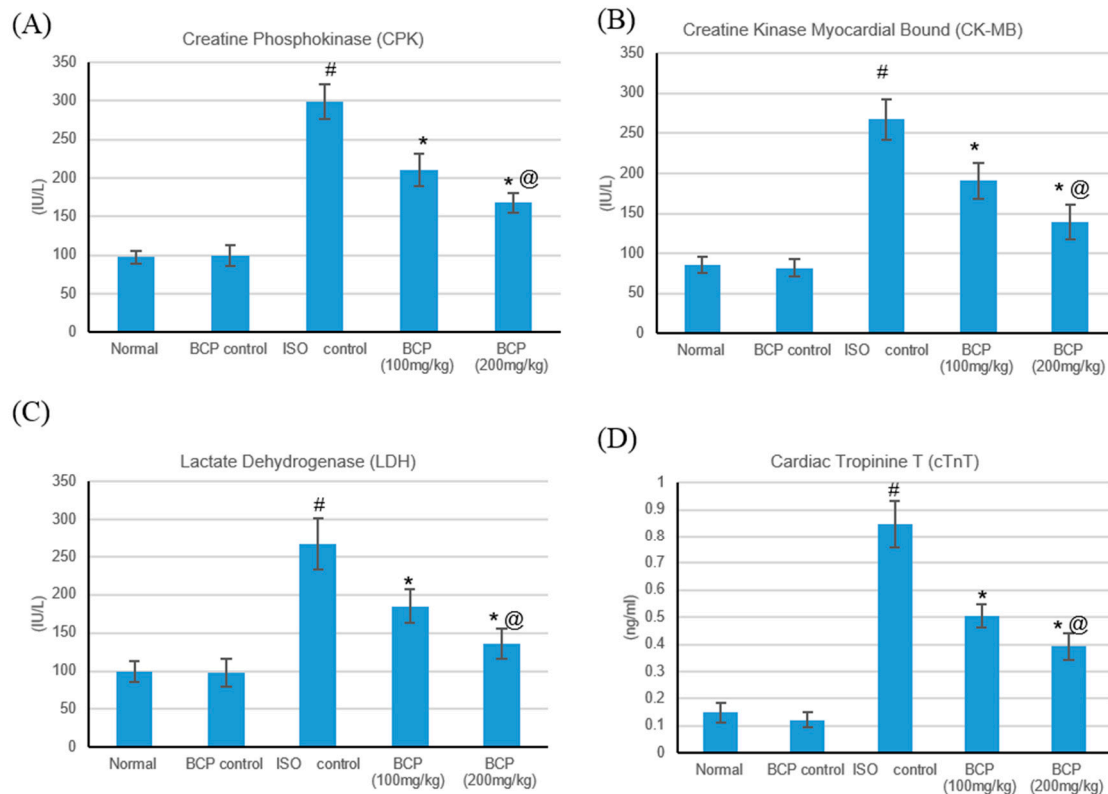 (A)
Creatine Phosphokinase (CPK)
350
300
250
200
150
100
50
0
(IU/L)
#
*
* @
Normal BCP control ISO control BCP (100mg/kg) BCP (200mg/kg)
(B)
Creatine Kinase Myocardial Bound (CK-MB)
350
300
250
200
150
100
50
0
(IU/L)
#
*
* @
Normal BCP control ISO control BCP (100mg/kg) BCP (200mg/kg)
(C)
Lactate Dehydrogenase (LDH)
350
300
250
200
150
100
50
0
(IU/L)
#
*
* @
Normal BCP control ISO control BCP (100mg/kg) BCP (200mg/kg)
(D)
Cardiac Tropinine T (cTnT)
1
0.9
0.8
0.7
0.6
0.5
0.4
0.3
0.2
0.1
0
(ng/ml)
#
*
* @
Normal BCP control ISO control BCP (100mg/kg) BCP (200mg/kg)